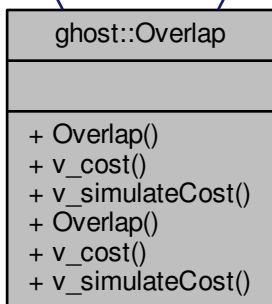 ghost::Overlap
+ Overlap()
+ v_cost()
+ v_simulateCost()
+ Overlap()
+ v_cost()
+ v_simulateCost()